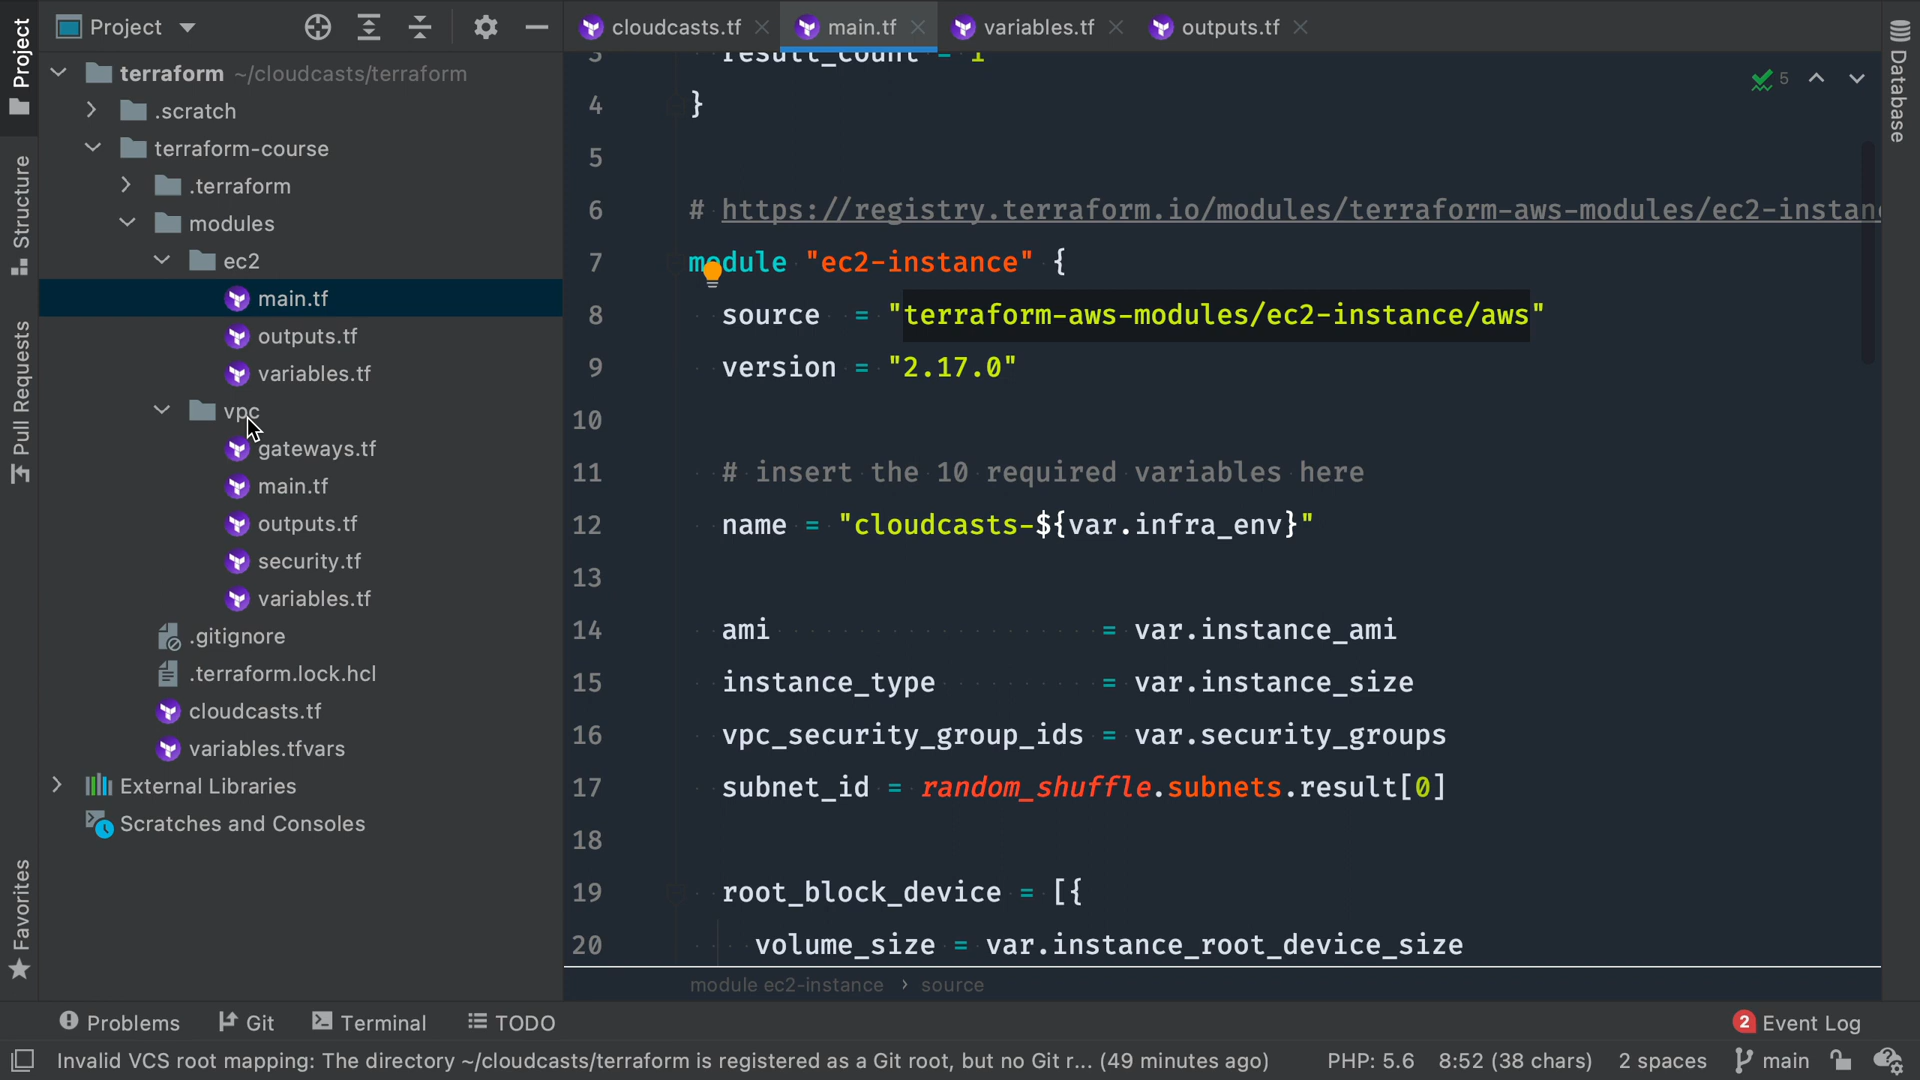 Project
Structure
Pull Requests
Favorites
Project
terraform ~/cloudcasts/terraform
.scratch
terraform-course
.terraform
modules
ec2
main.tf
outputs.tf
variables.tf
vpc
gateways.tf
main.tf
outputs.tf
security.tf
variables.tf
.gitignore
.terraform.lock.hcl
cloudcasts.tf
variables.tfvars
External Libraries
Scratches and Consoles
cloudcasts.tf main.tf variables.tf outputs.tf
5
3 result_count = 1
4 }
5
6 # https://registry.terraform.io/modules/terraform-aws-modules/ec2-instanc
7 module "ec2-instance" {
8 source = "terraform-aws-modules/ec2-instance/aws"
9 version = "2.17.0"
10
11 # insert the 10 required variables here
12 name = "cloudcasts-${var.infra_env}"
13
14 ami = var.instance_ami
15 instance_type = var.instance_size
16 vpc_security_group_ids = var.security_groups
17 subnet_id = random_shuffle.subnets.result[0]
18
19 root_block_device = [{
20 volume_size = var.instance_root_device_size
module ec2-instance › source
Database
Problems Git Terminal TODO
2 Event Log
Invalid VCS root mapping: The directory ~/cloudcasts/terraform is registered as a Git root, but no Git r... (49 minutes ago) PHP: 5.6 8:52 (38 chars) 2 spaces main